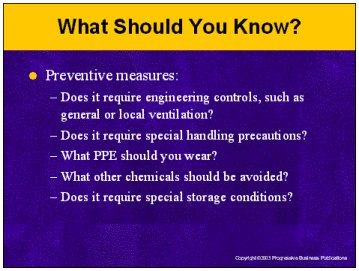 What Should You Know?
Preventive measures:
– Does it require engineering controls, such as
general or local ventilation?
– Does it require special handling precautions?
– What PPE should you wear?
– What other chemicals should be avoided?
– Does it require special storage conditions?
Copyright ©2003 Progressive Business Publications